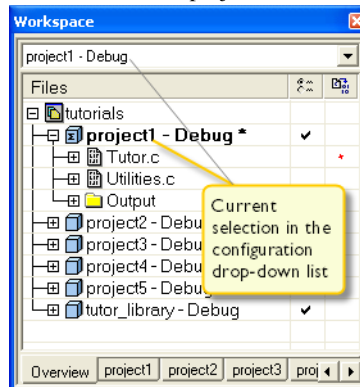 Workspace
project1 - Debug
Files
tutorials
project1 - Debug *
Tutor.c
Utilities.c
Output
project2 - Debu
project3 - Debu
project4 - Debu
project5 - Debug
tutor_library - Debug
Current
selection in the
configuration
drop-down list
Overview project1 project2 project3 proj